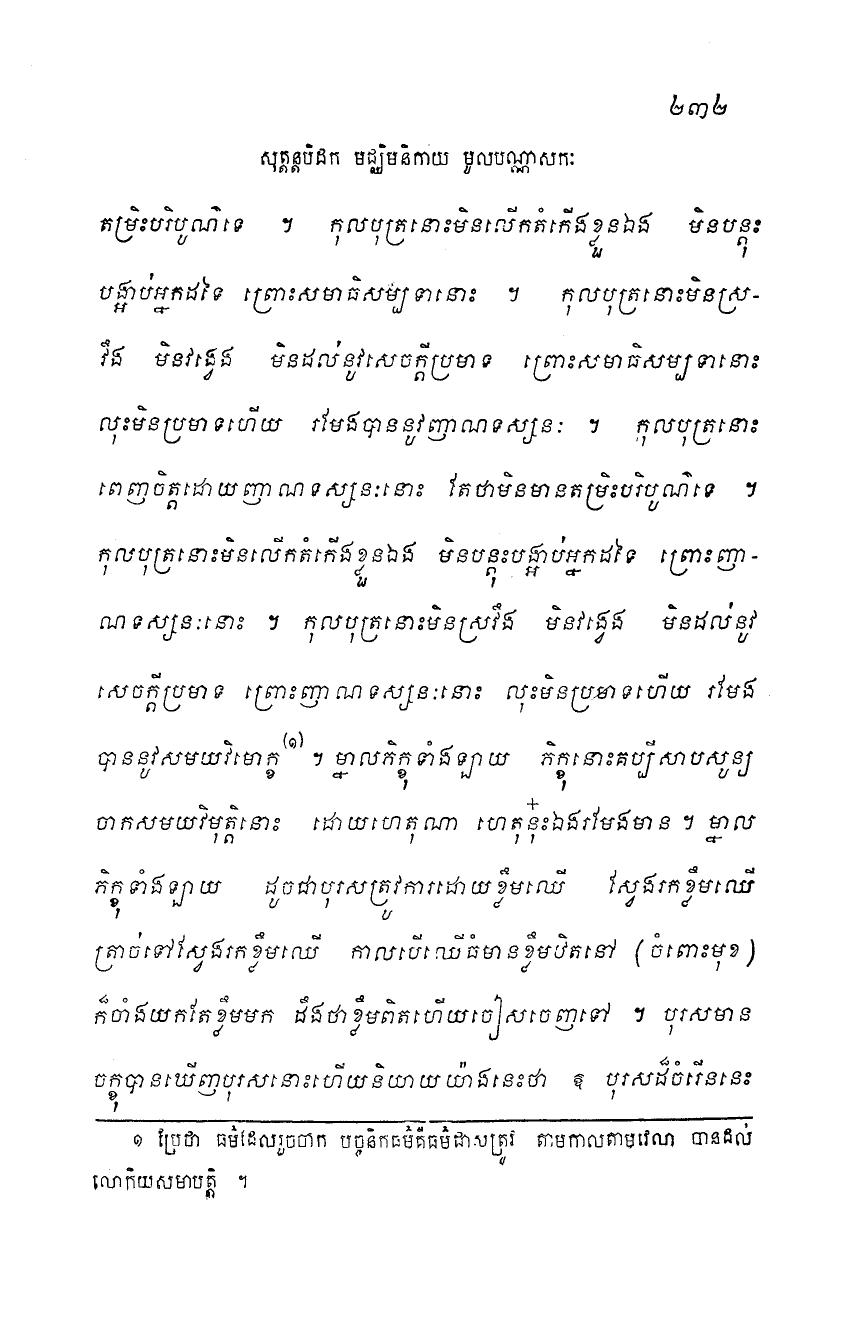 ២៣២
សុត្តន្តបិដក មជ្ឈិមនិកាយ មូលបណ្ណាសកៈ
តម្រិះបរិបូណ៌ទេ ។ កុលបុត្រនោះមិនលើកតំកើងខ្លួនឯង មិនបន្តុះ
បង្អាប់អ្នកដទៃ ព្រោះសមាធិសម្បទានោះ ។ កុលបុត្រនោះមិនស្រ-
វឹង មិនវង្វេង មិនដល់នូវសេចក្តីប្រមាទ ព្រោះសមាធិសម្បទានោះ
លុះមិនប្រមាទហើយ រមែងបាននូវញាណទស្សនៈ ។ កុលបុត្រនោះ
ពេញចិត្តដោយញាណទស្សនៈនោះ តែថាមិនមានតម្រិះបរិបូណ៌ទេ ។
កុលបុត្រនោះមិនលើកតំកើងខ្លួនឯង មិនបន្តុះបង្អាប់អ្នកដទៃ ព្រោះញា-
ណទស្សនៈនោះ ។ កុលបុត្រនោះមិនស្រវឹង មិនវង្វេង មិនដល់នូវ
សេចក្តីប្រមាទ ព្រោះញាណទស្សនៈនោះ លុះមិនប្រមាទហើយ រមែង
បាននូវសមយវិមោក្ខ (១) ។ ម្នាលភិក្ខុទាំងឡាយ ភិក្ខុនោះគប្បីសាបសូន្យ
ចាកសមយវិមុត្តិនោះ ដោយហេតុណា ហេតុនុ៎ះឯងរមែងមាន ។ ម្នាល
ភិក្ខុទាំងឡាយ ដូចជាបុរសត្រូវការដោយខ្លឹមឈើ ស្វែងរកខ្លឹមឈើ
ត្រាច់ទៅស្វែងរកខ្លឹមឈើ កាលបើឈើធំមានខ្លឹមឋិតនៅ (ចំពោះមុខ)
ក៏ចាំងយកតែខ្លឹមមក ដឹងថាខ្លឹមពិតហើយចៀសចេញទៅ ។ បុរសមាន
ចក្ខុបានឃើញបុរសនោះហើយនិយាយយ៉ាងនេះថា ឱ បុរសដ៏ចំរើននេះ
១ ប្រែថា ធម៌ដែលរួចចាក បច្ចនិកធម៌គឺធម៌ជាសត្រូវ តាមកាលតាមវេលា បានដល់
លោកិយសមាបត្តិ ។